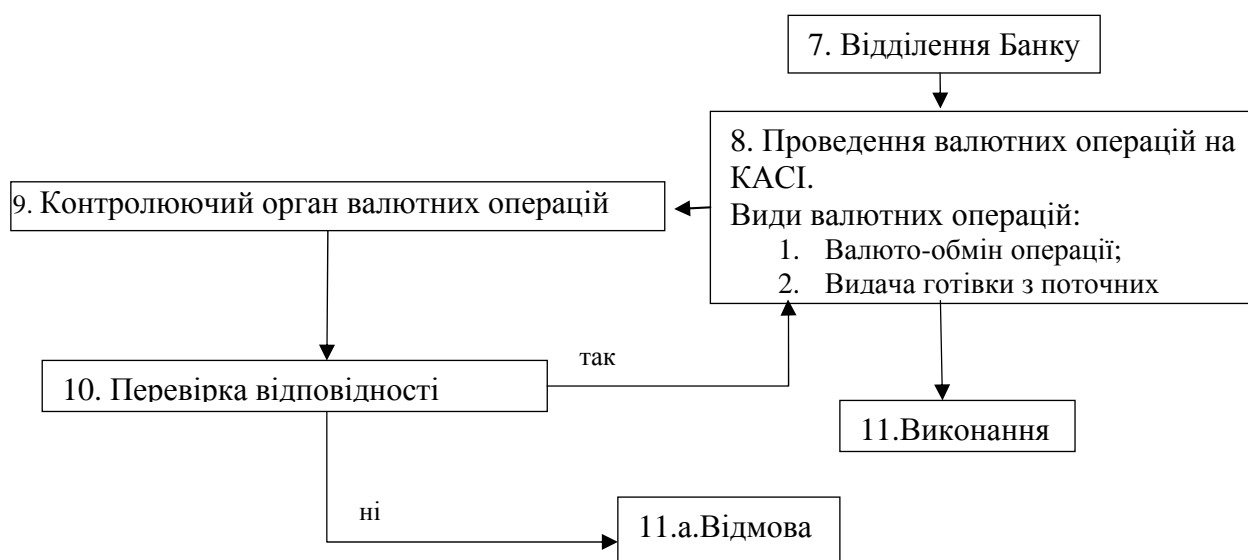 7. Відділення Банку
8. Проведення валютних операцій на
КАСІ.
Види валютних операцій:
1. Валюто-обмін операції;
2. Видача готівки з поточних
9. Контролюючий орган валютних операцій
10. Перевірка відповідності
так
11.Виконання
ні
11.а.Відмова